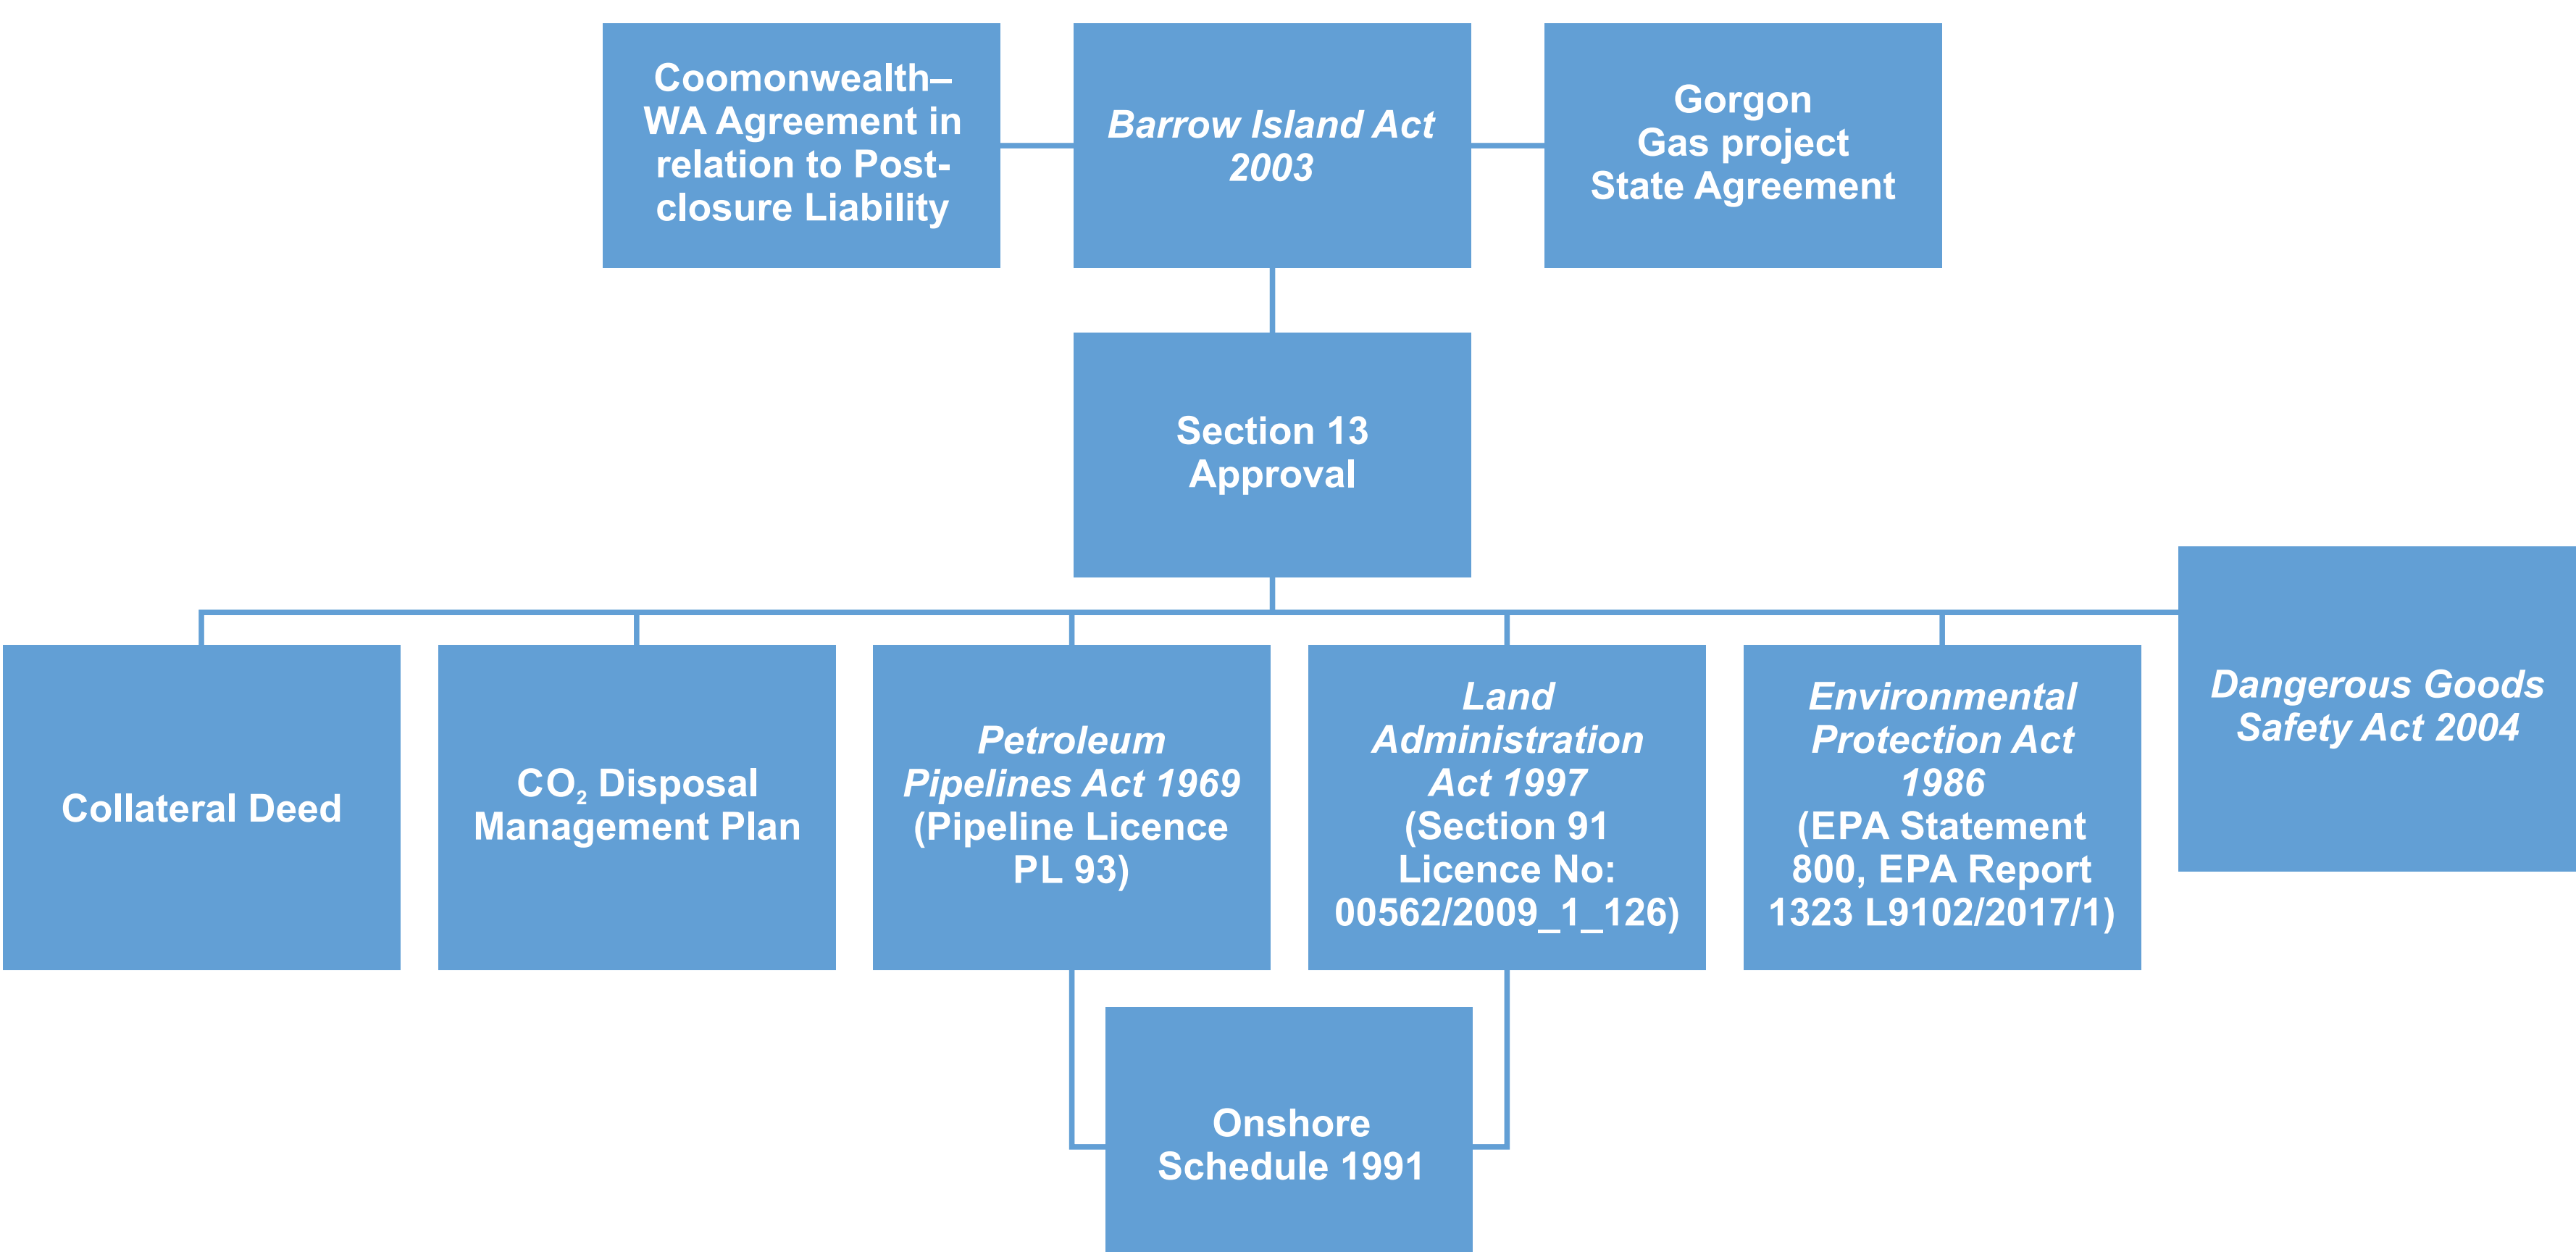 Coomonwealth–
WA Agreement in
relation to Post-
closure Liability
Barrow Island Act
2003
Gorgon
Gas project
State Agreement
Section 13
Approval
Collateral Deed
CO₂ Disposal
Management Plan
Petroleum
Pipelines Act 1969
(Pipeline Licence
PL 93)
Land
Administration
Act 1997
(Section 91
Licence No:
00562/2009_1_126)
Environmental
Protection Act
1986
(EPA Statement
800, EPA Report
1323 L9102/2017/1)
Dangerous Goods
Safety Act 2004
Onshore
Schedule 1991